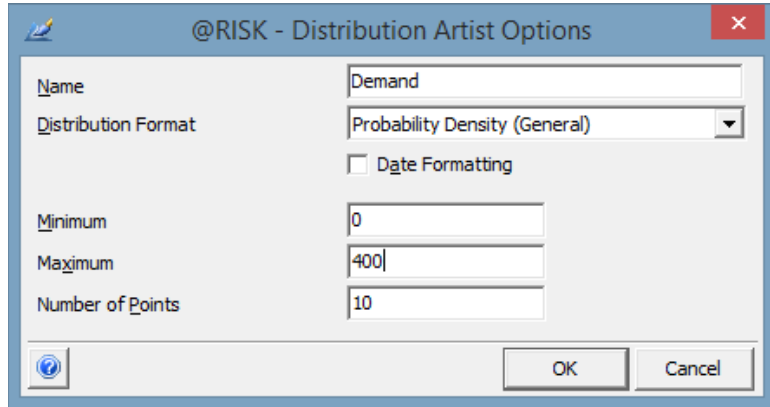 @RISK - Distribution Artist Options
Name Demand
Distribution Format Probability Density (General)
Date Formatting
Minimum 0
Maximum 400
Number of Points 10
OK Cancel